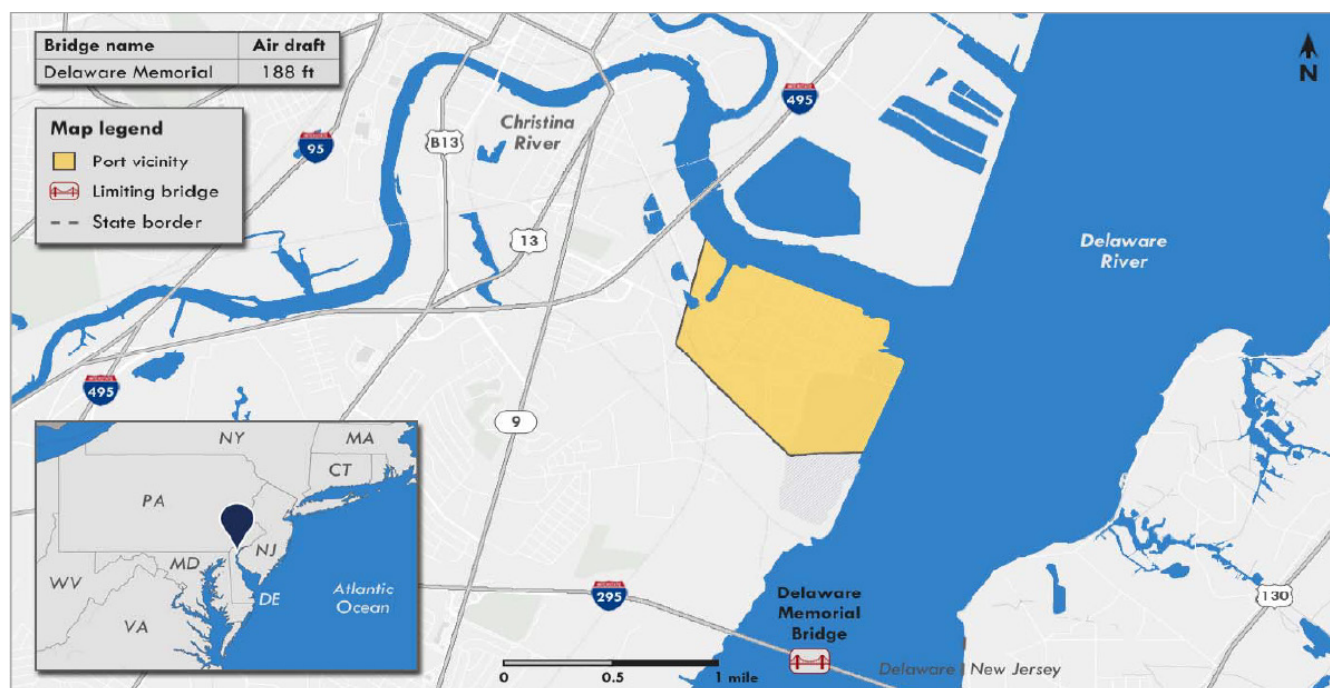 Bridge name Air draft
Delaware Memorial 188 ft
N
Map legend
Port vicinity
Limiting bridge
State border
95
B13
Christina
River
495
13
Delaware
River
495
9
NY
MA
CT
PA
NJ
MD
WV
DE
Atlantic
Ocean
VA
295
Delaware
Memorial
Bridge
130
Delaware | New Jersey
0 0.5 1 mile